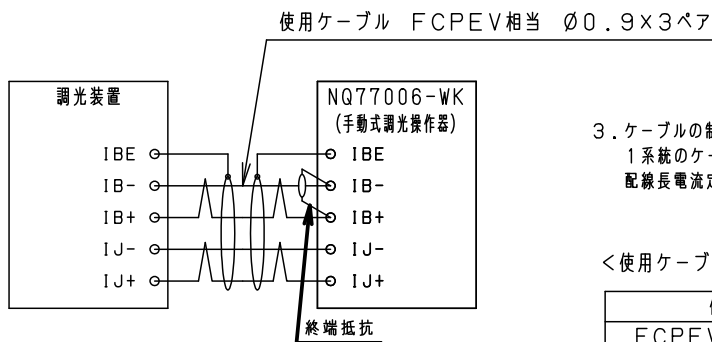 使用ケーブル FCPEV相当 Ø0.9×3ペア
調光装置
IBE
IB-
IB+
IJ-
IJ+
NQ77006-WK
(手動式調光操作器)
IBE
IB-
IB+
IJ-
IJ+
終端抵抗
3.ケーブルの
1系統のケー
配線長電流
<使用ケーブ
FCPEV